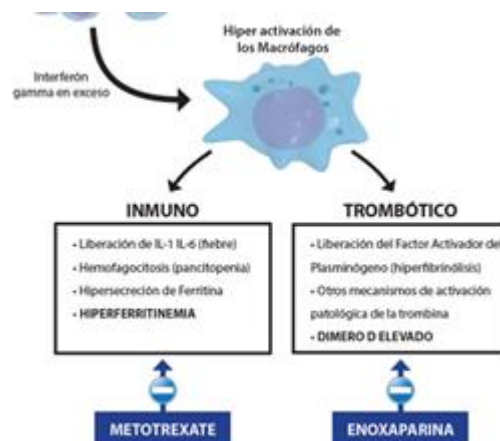 Hiper activación de
los Macrófagos
Interferón
gamma en exceso
INMUNO
• Liberación de IL-1 IL-6 (fiebre)
• Hemofagocitosis (pancitopenia)
• Hipersecreción de Ferritina
• HIPERFERRITINEMIA
METOTREXATE
TROMBÓTICO
• Liberación del Factor Activador del
Plasminógeno (hiperfibrinólisis)
• Otros mecanismos de activación
patológica de la trombina
• DIMERO D ELEVADO
ENOXAPARINA